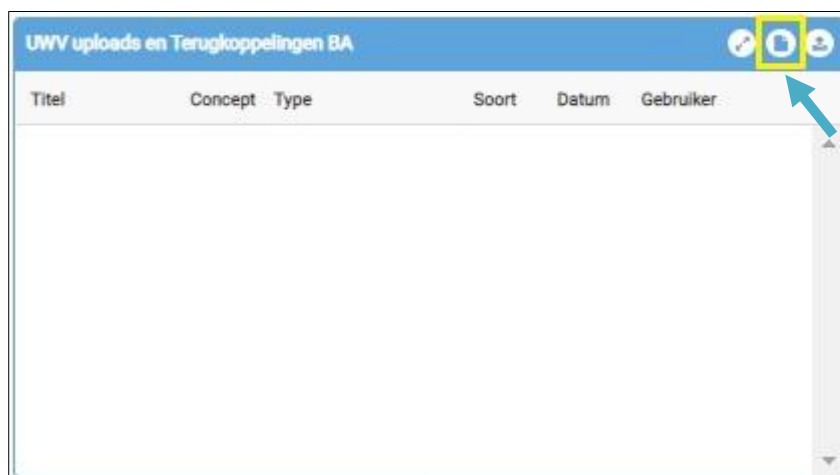 UWV uploads en Terugkoppelingen BA
Titel Concept Type Soort Datum Gebruiker